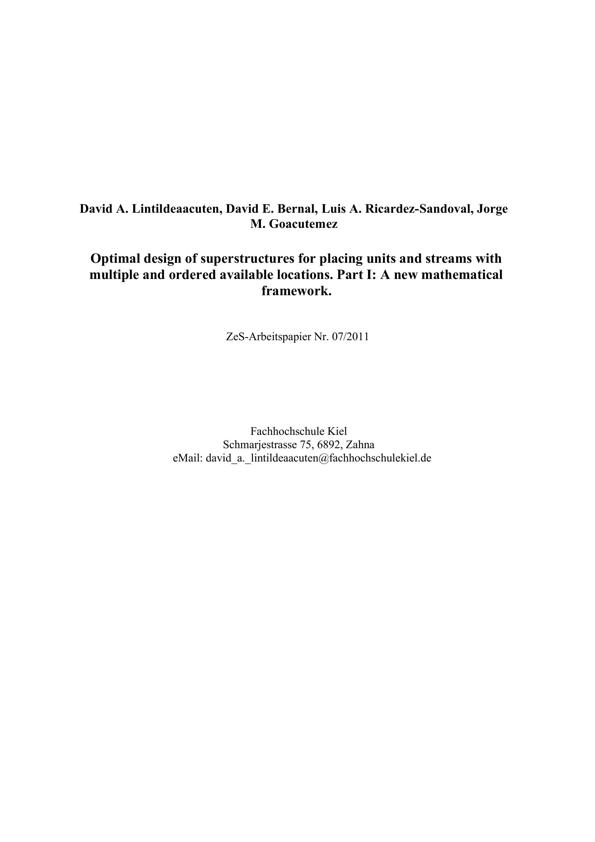 David A. Lintildeaacuten, David E. Bernal, Luis A. Ricardez-Sandoval, Jorge
M. Goacutemez
Optimal design of superstructures for placing units and streams with
multiple and ordered available locations. Part I: A new mathematical
framework.
ZeS-Arbeitspapier Nr. 07/2011
Fachhochschule Kiel
Schmarjestrasse 75, 6892, Zahna
eMail: david_a._lintildeaacuten@fachhochschulekiel.de